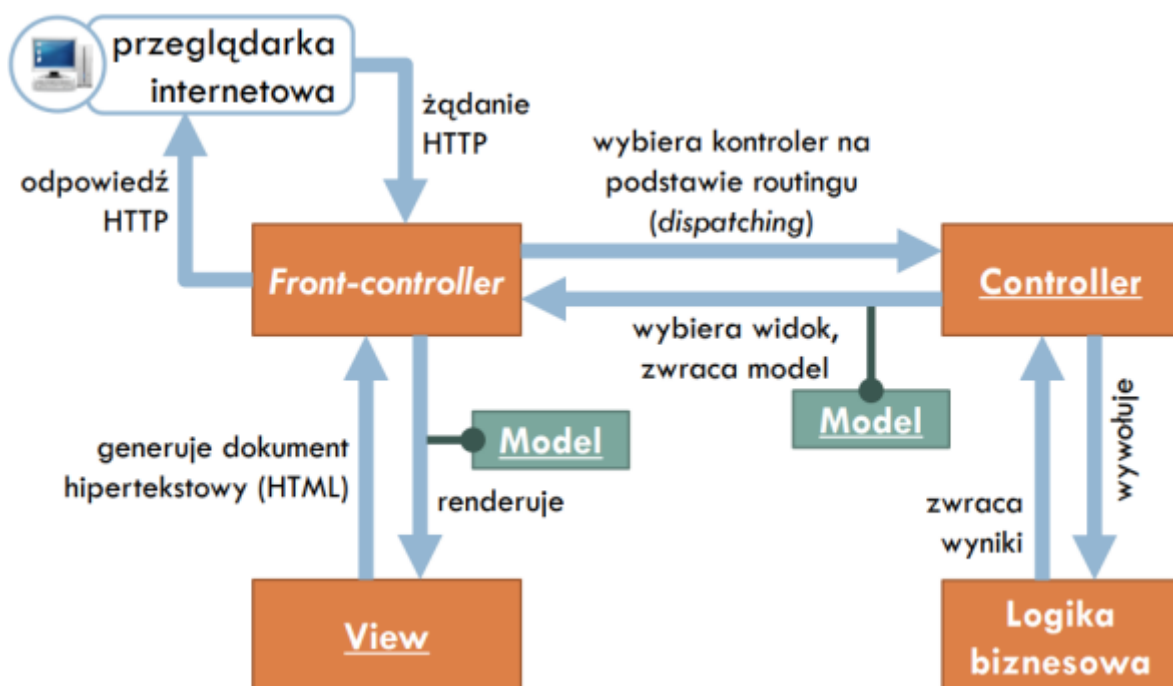 przeglądarka
internetowa
żądanie
HTTP
odpowiedź
HTTP
wybiera kontroler na
podstawie routingu
(dispatching)
Front-controller
Controller
wybiera widok,
zwraca model
Model
Model
generuje dokument
hipertekstowy (HTML)
renderuje
zwraca
wyniki
wywołuje
View
Logika
biznesowa